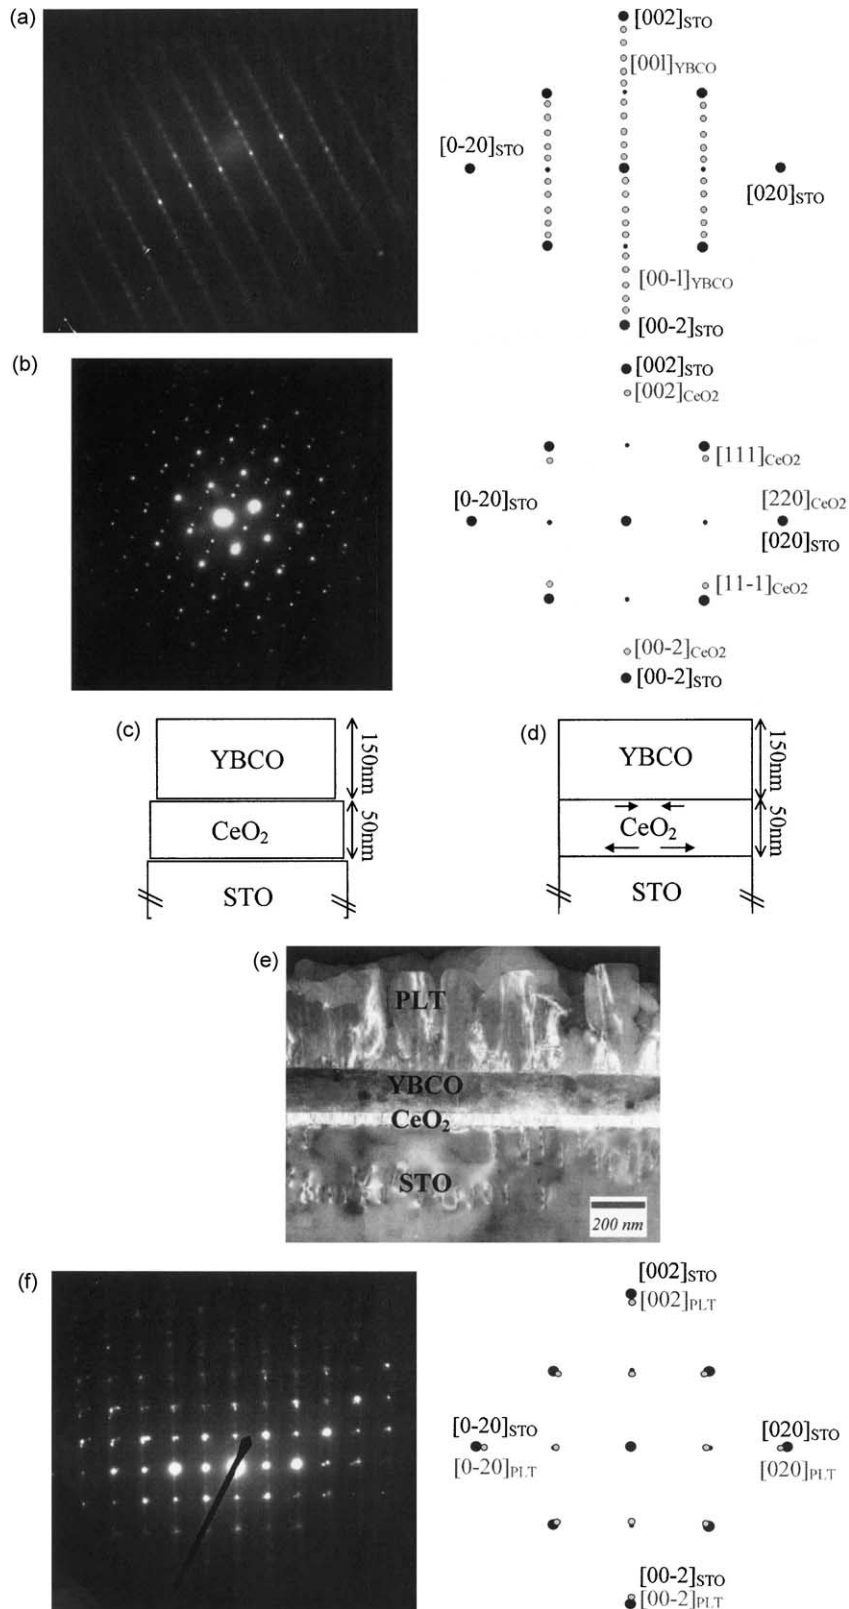 (a)
[002]STO
[00l]YBCO
[0-20]STO
[020]STO
[00-l]YBCO
[00-2]STO
(b)
[002]STO
[002]CeO2
[111]CeO2
[0-20]STO
[220]CeO2
[020]STO
[11-1]CeO2
[00-2]CeO2
[00-2]STO
(c)
YBCO
150nm
CeO₂
50nm
STO
(d)
YBCO
150nm
CeO₂
50nm
STO
(e)
PLT
YBCO
CeO₂
STO
200 nm
(f)
[002]STO
[002]PLT
[0-20]STO
[0-20]PLT
[020]STO
[020]PLT
[00-2]STO
[00-2]PLT